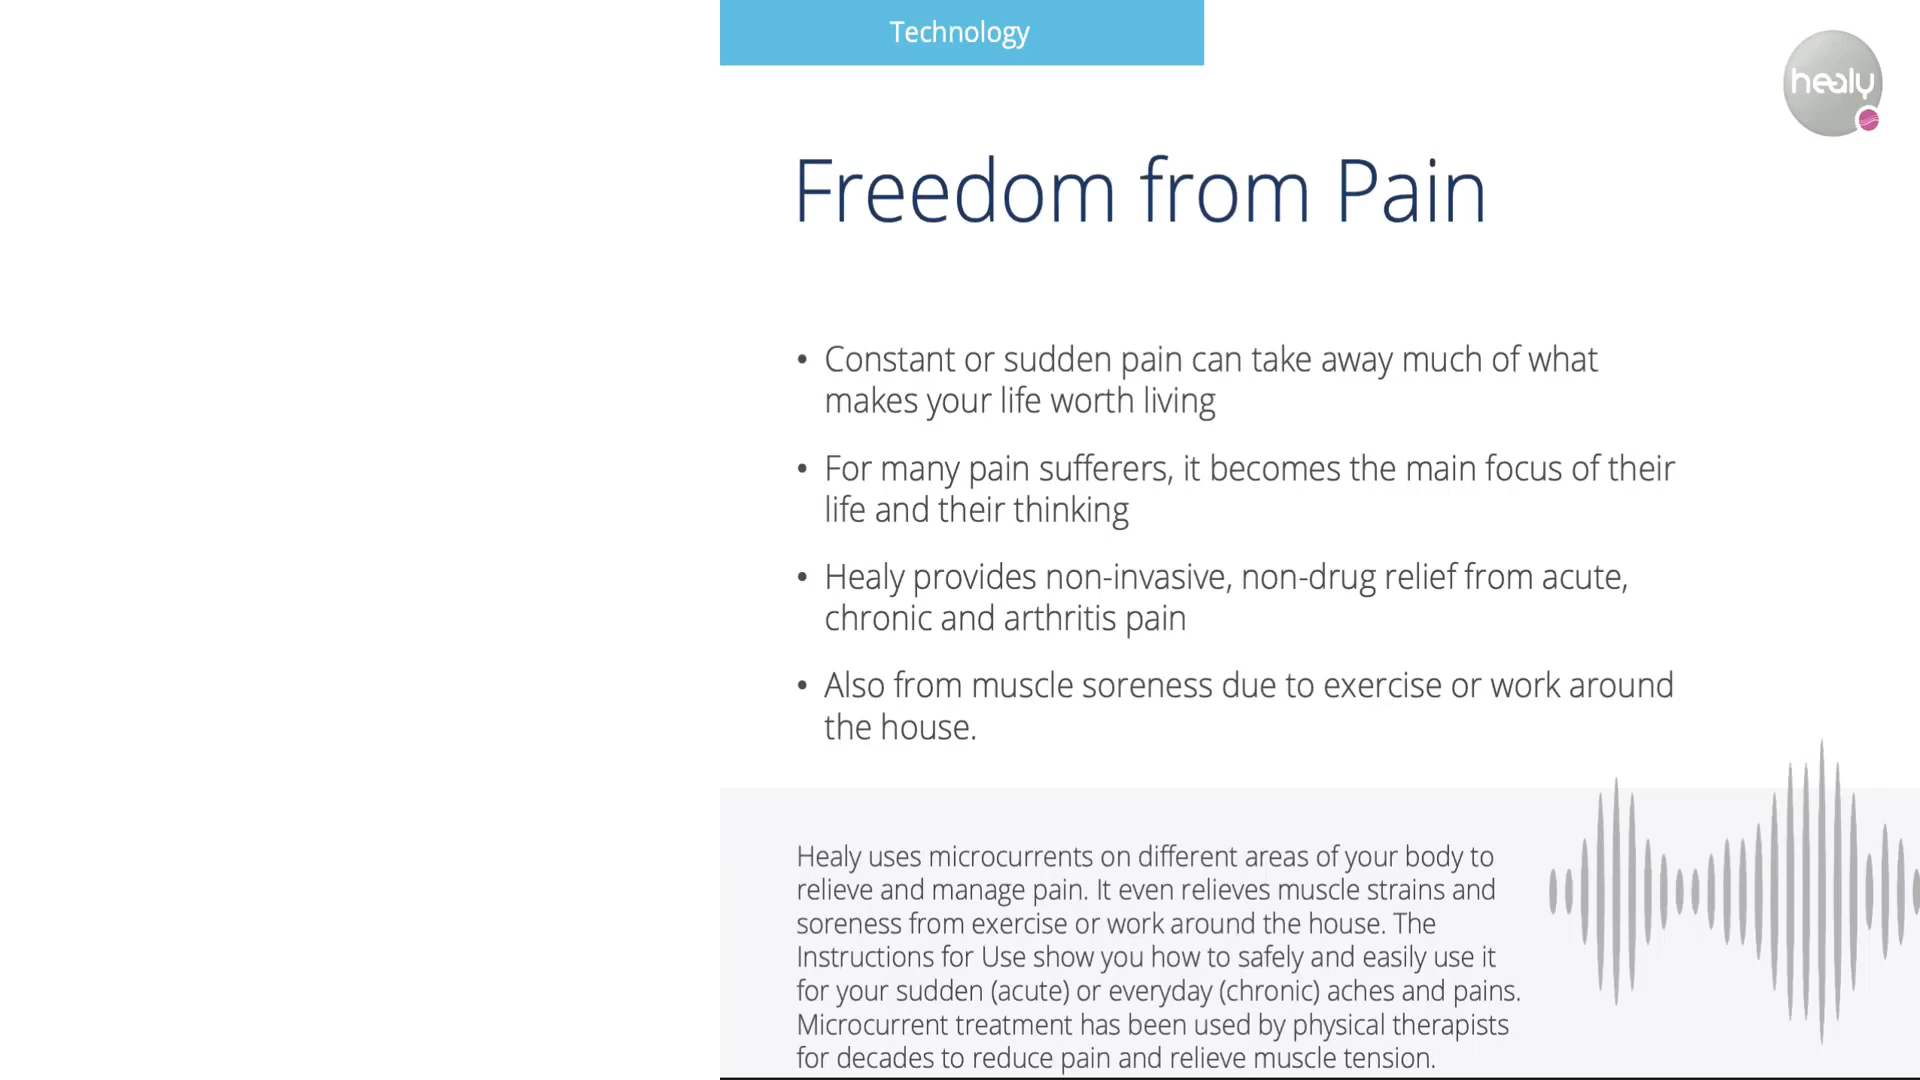 Technology
healy
Freedom from Pain
• Constant or sudden pain can take away much of what
makes your life worth living
• For many pain sufferers, it becomes the main focus of their
life and their thinking
• Healy provides non-invasive, non-drug relief from acute,
chronic and arthritis pain
• Also from muscle soreness due to exercise or work around
the house.
Healy uses microcurrents on different areas of your body to
relieve and manage pain. It even relieves muscle strains and
soreness from exercise or work around the house. The
Instructions for Use show you how to safely and easily use it
for your sudden (acute) or everyday (chronic) aches and pains.
Microcurrent treatment has been used by physical therapists
for decades to reduce pain and relieve muscle tension.